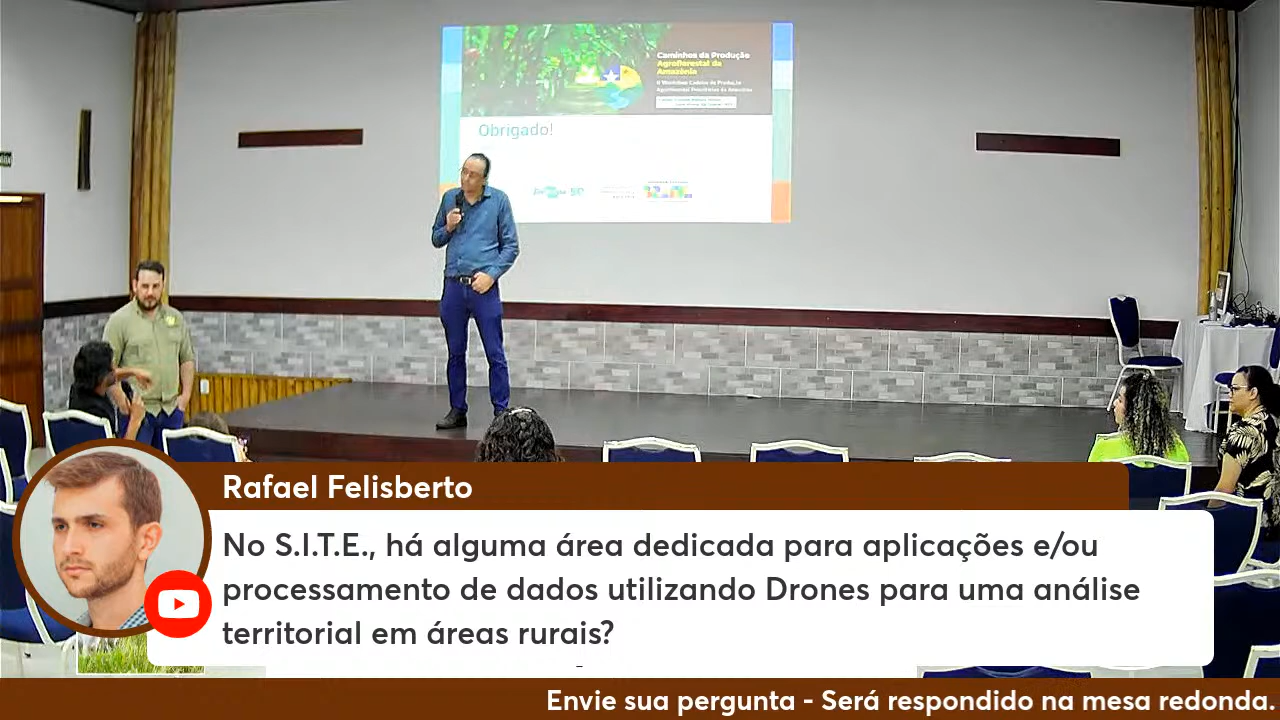 Caminhos da Produção
Agroflorestal da
Amazônia
Obrigado!
Rafael Felisberto
No S.I.T.E., há alguma área dedicada para aplicações e/ou
processamento de dados utilizando Drones para uma análise
territorial em áreas rurais?
Envie sua pergunta - Será respondido na mesa redonda.